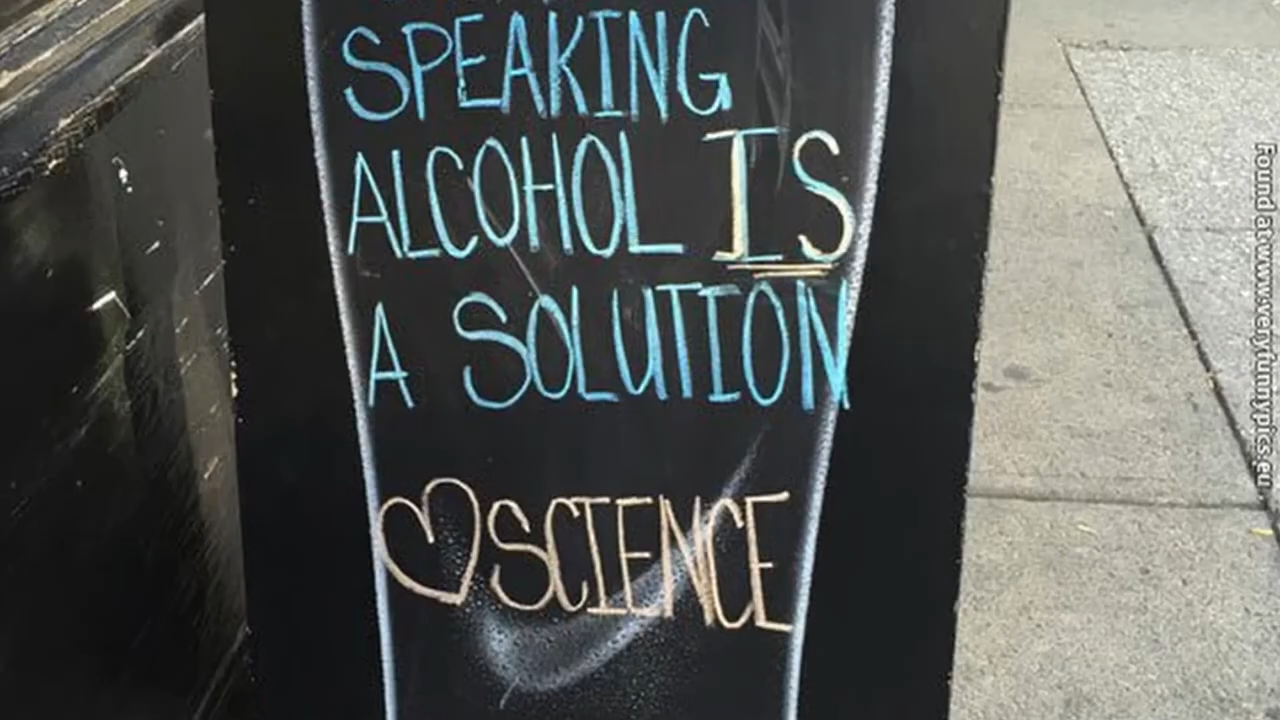 SPEAKING
ALCOHOL IS
A SOLUTION
♡SCIENCE
Found at www.veryfunnypics.eu